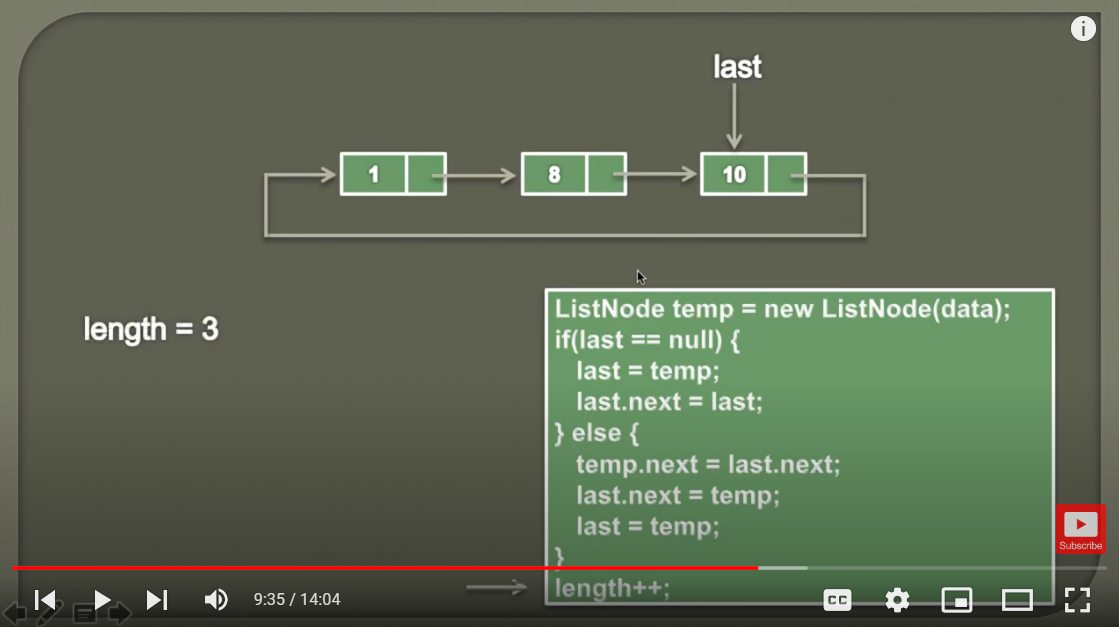 last
1
8
10
length = 3
ListNode temp = new ListNode(data);
if(last == null) {
last = temp;
last.next = last;
} else {
temp.next = last.next;
last.next = temp;
last = temp;
}
length++;
Subscribe
9:35 / 14:04
CC